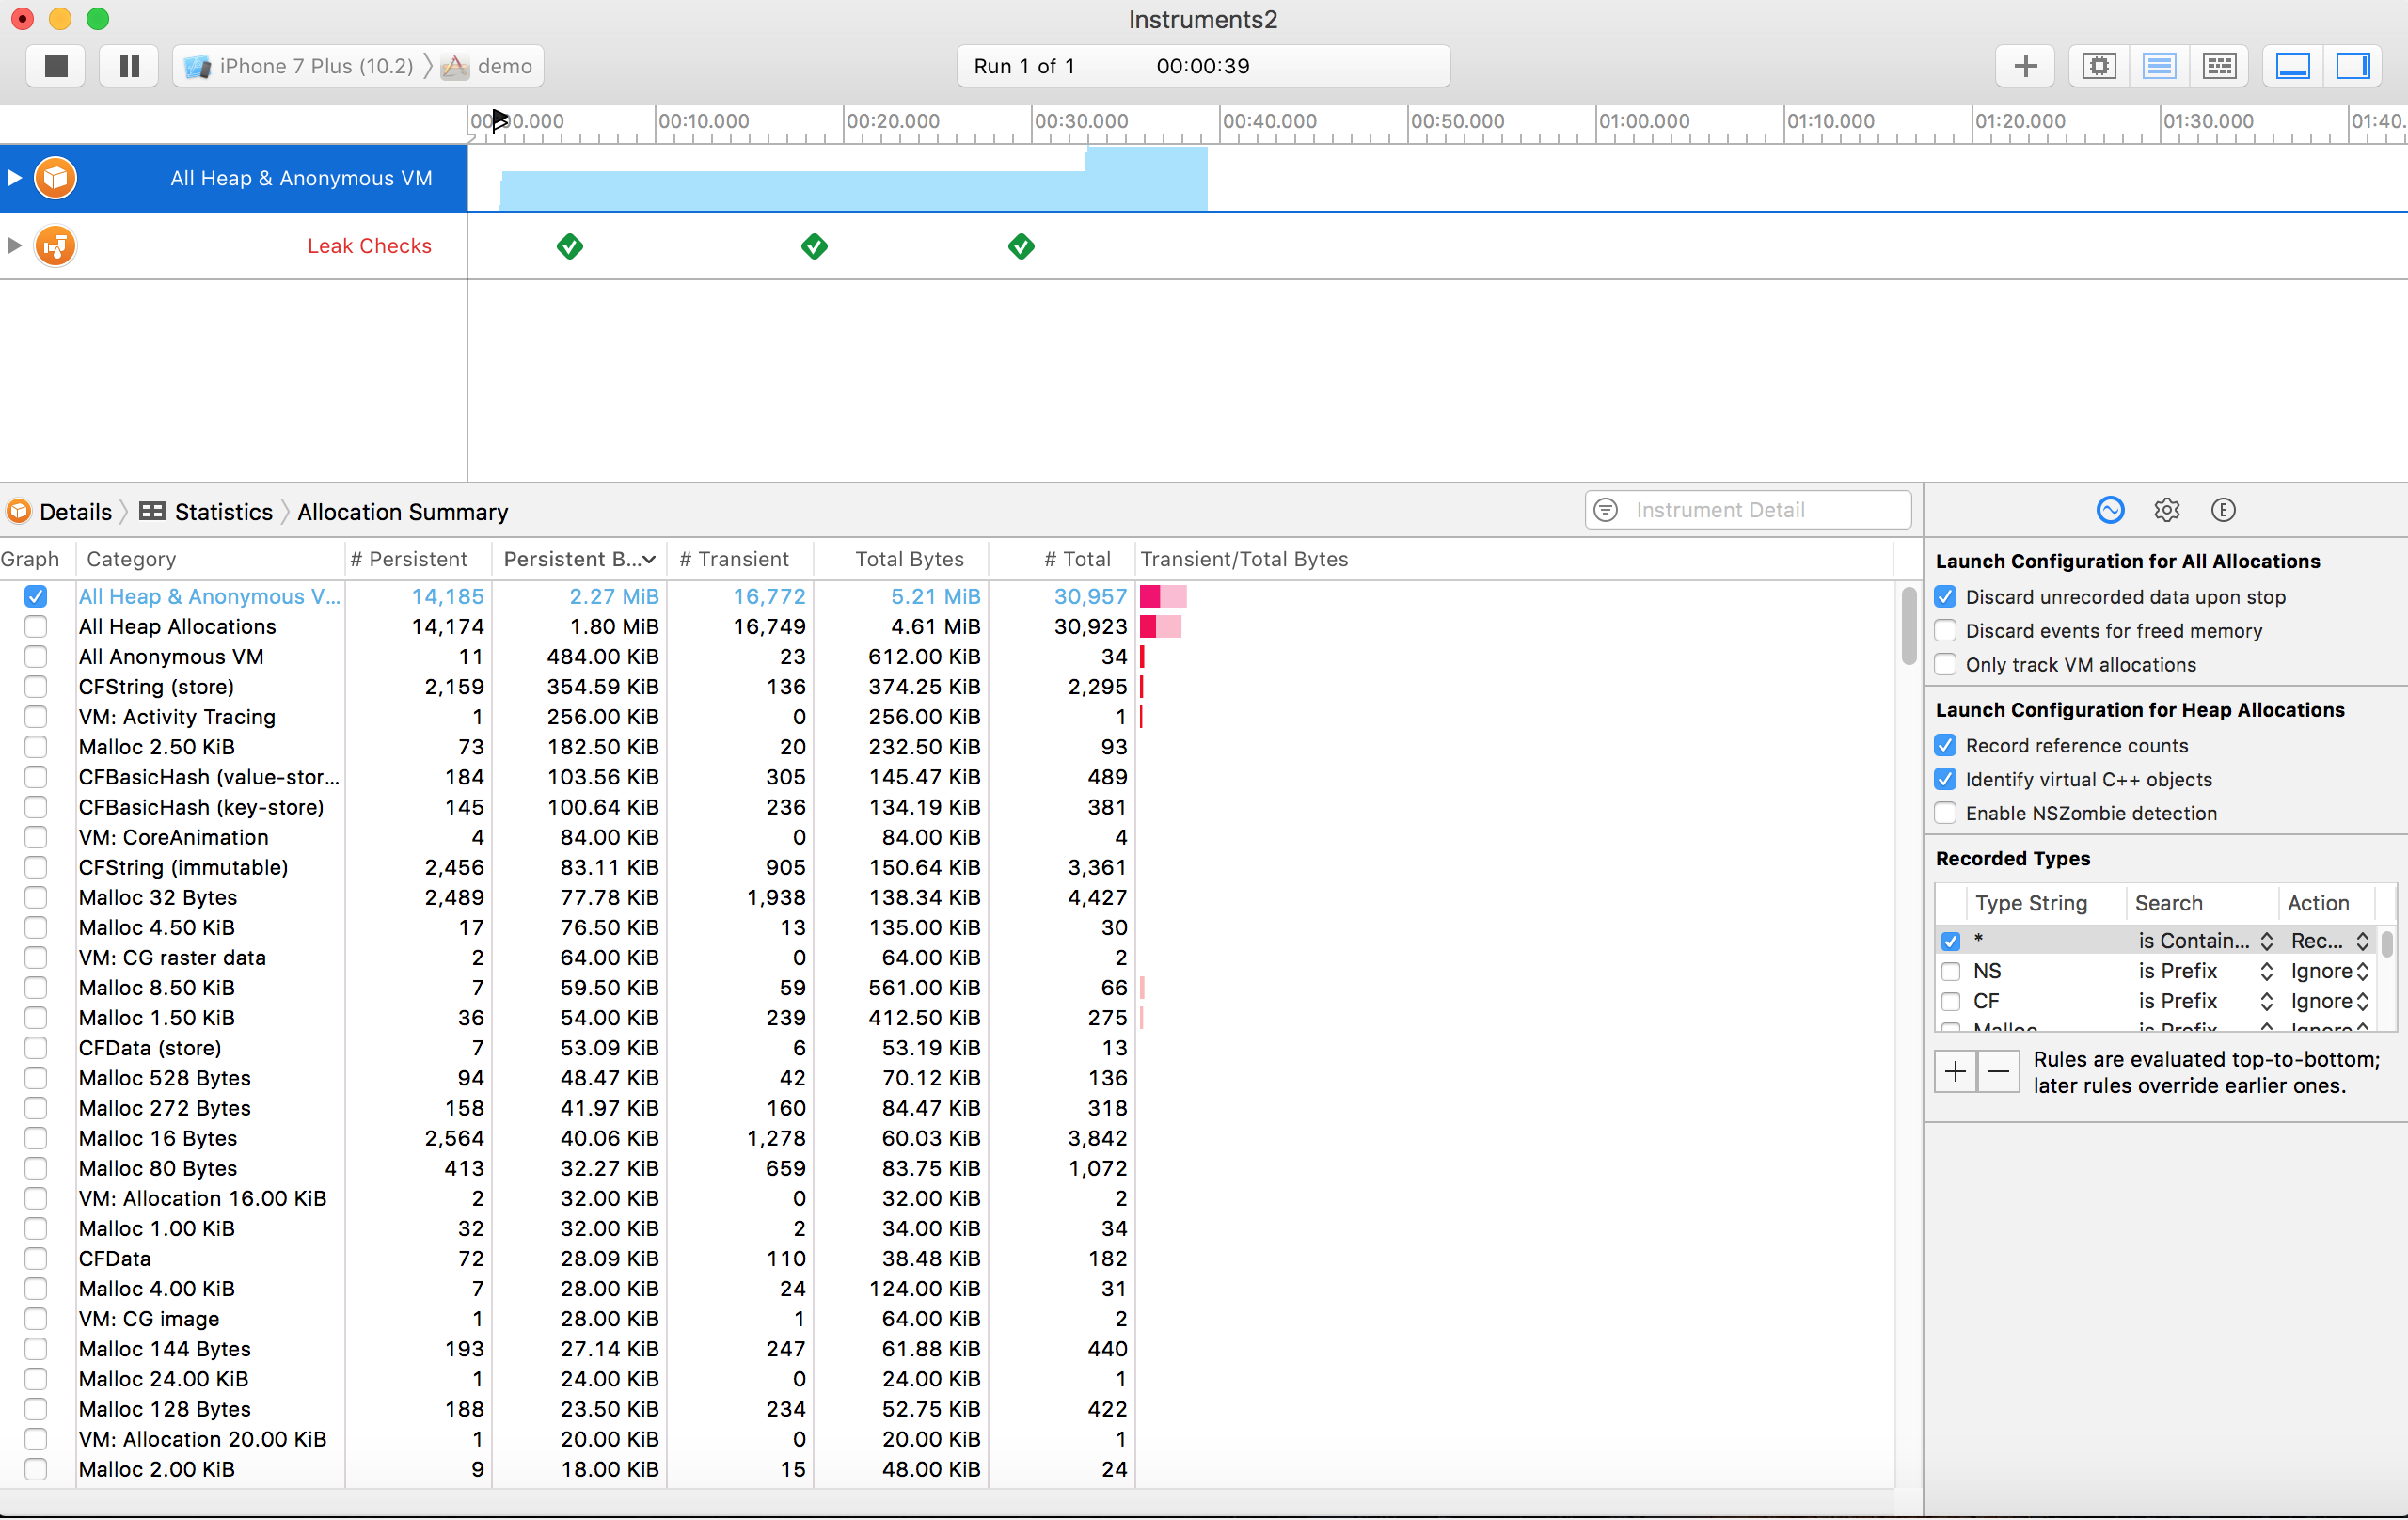 Instruments2
iPhone 7 Plus (10.2) demo
Run 1 of 1 00:00:39
00:10.000 00:20.000 00:30.000 00:40.000 00:50.000 01:00.000 01:10.000 01:20.000 01:30.000 01:40.
All Heap & Anonymous VM
Leak Checks
Details Statistics Allocation Summary Instrument Detail
Graph Category # Persistent Persistent B... # Transient Total Bytes # Total Transient/Total Bytes
All Heap & Anonymous V... 14,185 2.27 MiB 16,772 5.21 MiB 30,957
All Heap Allocations 14,174 1.80 MiB 16,749 4.61 MiB 30,923
All Anonymous VM 11 484.00 KiB 23 612.00 KiB 34
CFString (store) 2,159 354.59 KiB 136 374.25 KiB 2,295
VM: Activity Tracing 1 256.00 KiB 0 256.00 KiB 1
Malloc 2.50 KiB 73 182.50 KiB 20 232.50 KiB 93
CFBasicHash (value-stor... 184 103.56 KiB 305 145.47 KiB 489
CFBasicHash (key-store) 145 100.64 KiB 236 134.19 KiB 381
VM: CoreAnimation 4 84.00 KiB 0 84.00 KiB 4
CFString (immutable) 2,456 83.11 KiB 905 150.64 KiB 3,361
Malloc 32 Bytes 2,489 77.78 KiB 1,938 138.34 KiB 4,427
Malloc 4.50 KiB 17 76.50 KiB 13 135.00 KiB 30
VM: CG raster data 2 64.00 KiB 0 64.00 KiB 2
Malloc 8.50 KiB 7 59.50 KiB 59 561.00 KiB 66
Malloc 1.50 KiB 36 54.00 KiB 239 412.50 KiB 275
CFData (store) 7 53.09 KiB 6 53.19 KiB 13
Malloc 528 Bytes 94 48.47 KiB 42 70.12 KiB 136
Malloc 272 Bytes 158 41.97 KiB 160 84.47 KiB 318
Malloc 16 Bytes 2,564 40.06 KiB 1,278 60.03 KiB 3,842
Malloc 80 Bytes 413 32.27 KiB 659 83.75 KiB 1,072
VM: Allocation 16.00 KiB 2 32.00 KiB 0 32.00 KiB 2
Malloc 1.00 KiB 32 32.00 KiB 2 34.00 KiB 34
CFData 72 28.09 KiB 110 38.48 KiB 182
Malloc 4.00 KiB 7 28.00 KiB 24 124.00 KiB 31
VM: CG image 1 28.00 KiB 1 64.00 KiB 2
Malloc 144 Bytes 193 27.14 KiB 247 61.88 KiB 440
Malloc 24.00 KiB 1 24.00 KiB 0 24.00 KiB 1
Malloc 128 Bytes 188 23.50 KiB 234 52.75 KiB 422
VM: Allocation 20.00 KiB 1 20.00 KiB 0 20.00 KiB 1
Malloc 2.00 KiB 9 18.00 KiB 15 48.00 KiB 24
E
Launch Configuration for All Allocations
Discard unrecorded data upon stop
Discard events for freed memory
Only track VM allocations
Launch Configuration for Heap Allocations
Record reference counts
Identify virtual C++ objects
Enable NSZombie detection
Recorded Types
Type String Search Action
* is Contain... Rec...
NS is Prefix Ignore
CF is Prefix Ignore
Malloc is Prefix Ignore
Rules are evaluated top-to-bottom;
later rules override earlier ones.